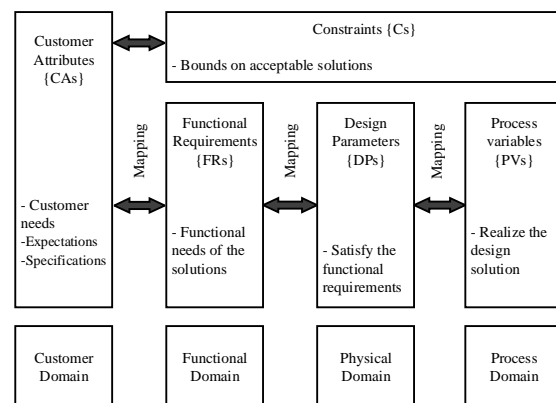 Customer
Attributes
{CAs}
- Customer
needs
-Expectations
-Specifications
Constraints {Cs}
- Bounds on acceptable solutions
Mapping
Functional
Requirements
{FRs}
- Functional
needs of the
solutions
Mapping
Design
Parameters
{DPs}
- Satisfy the
functional
requirements
Mapping
Process
variables
{PVs}
- Realize the
design
solution
Customer
Domain
Functional
Domain
Physical
Domain
Process
Domain